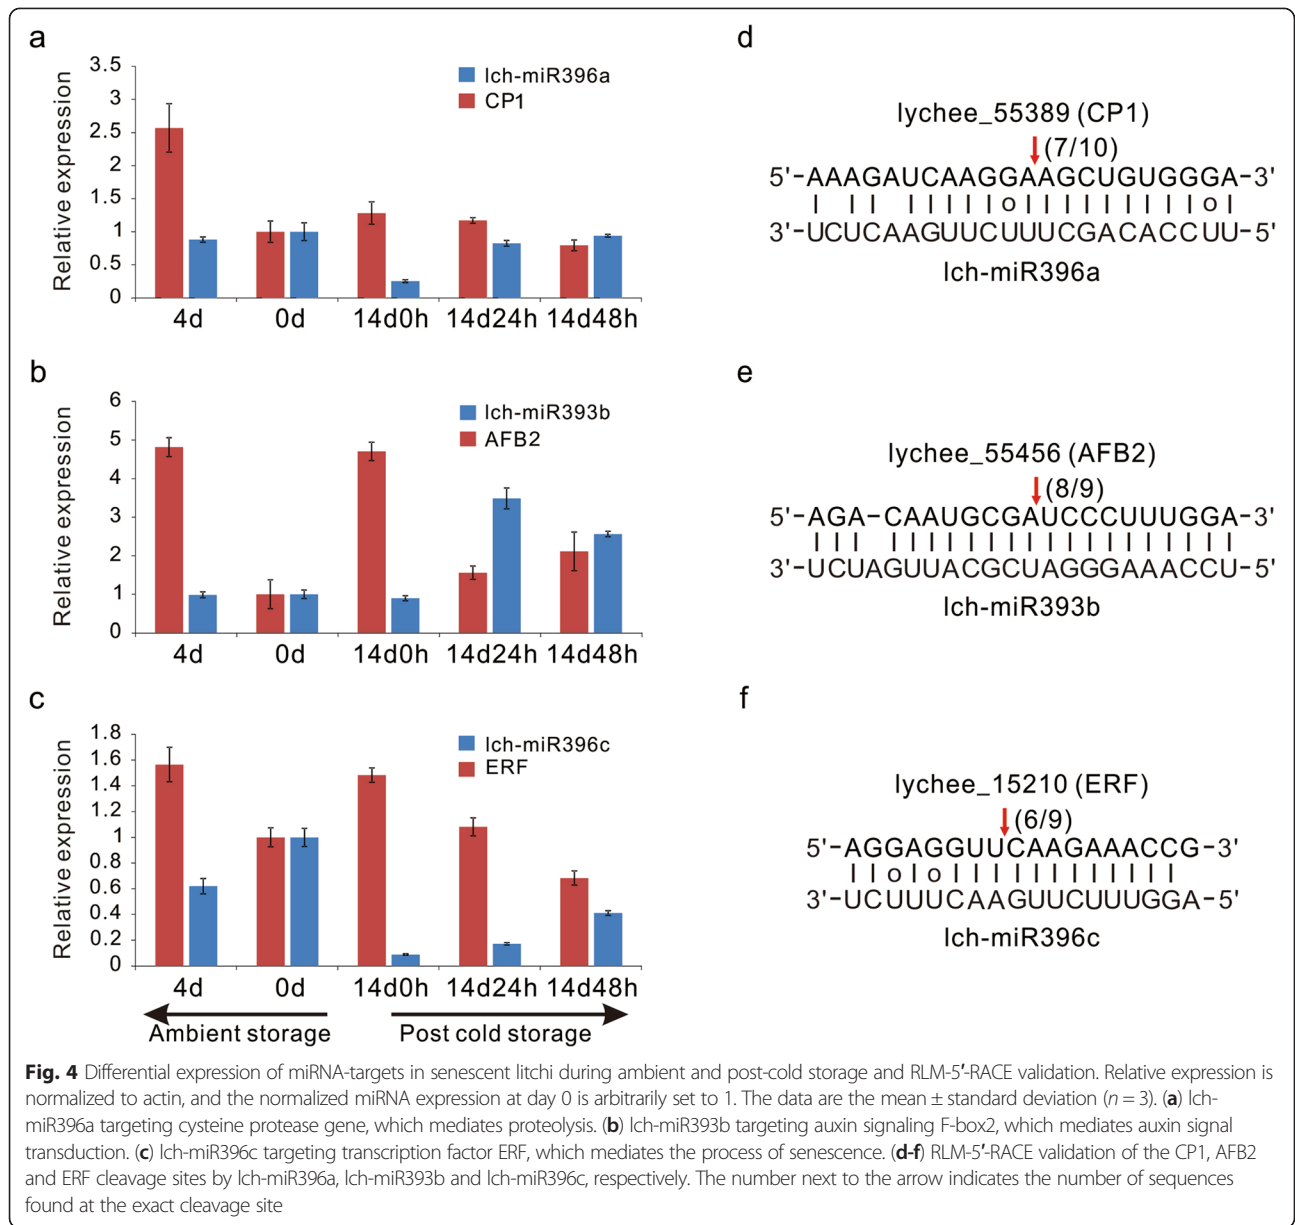 a
3.5
3
2.5
2
1.5
1
0.5
0
Relative expression
lch-miR396a
CP1
4d 0d 14d0h 14d24h 14d48h
b
6
5
4
3
2
1
0
Relative expression
lch-miR393b
AFB2
4d 0d 14d0h 14d24h 14d48h
c
1.8
1.6
1.4
1.2
1
0.8
0.6
0.4
0.2
0
Relative expression
lch-miR396c
ERF
4d 0d 14d0h 14d24h 14d48h
Ambient storage Post cold storage
d
lychee_55389 (CP1)
(7/10)
5'-AAAGAUCAAGGAAGCUGUGGGA-3'
3'-UCUCAAGUUCUUUCGACACCUU-5'
lch-miR396a
e
lychee_55456 (AFB2)
(8/9)
5'-AGA-CAAUGCGAUCCCUUUGGA-3'
3'-UCUAGUUACGCUAGGGAAACCU-5'
lch-miR393b
f
lychee_15210 (ERF)
(6/9)
5'-AGGAGGUUCAAGAAACCG-3'
3'-UCUUUCAAGUUCUUUGGA-5'
lch-miR396c
Fig. 4 Differential expression of miRNA-targets in senescent litchi during ambient and post-cold storage and RLM-5′-RACE validation. Relative expression is
normalized to actin, and the normalized miRNA expression at day 0 is arbitrarily set to 1. The data are the mean ± standard deviation (n = 3). (a) lch-
miR396a targeting cysteine protease gene, which mediates proteolysis. (b) lch-miR393b targeting auxin signaling F-box2, which mediates auxin signal
transduction. (c) lch-miR396c targeting transcription factor ERF, which mediates the process of senescence. (d-f) RLM-5′-RACE validation of the CP1, AFB2
and ERF cleavage sites by lch-miR396a, lch-miR393b and lch-miR396c, respectively. The number next to the arrow indicates the number of sequences
found at the exact cleavage site